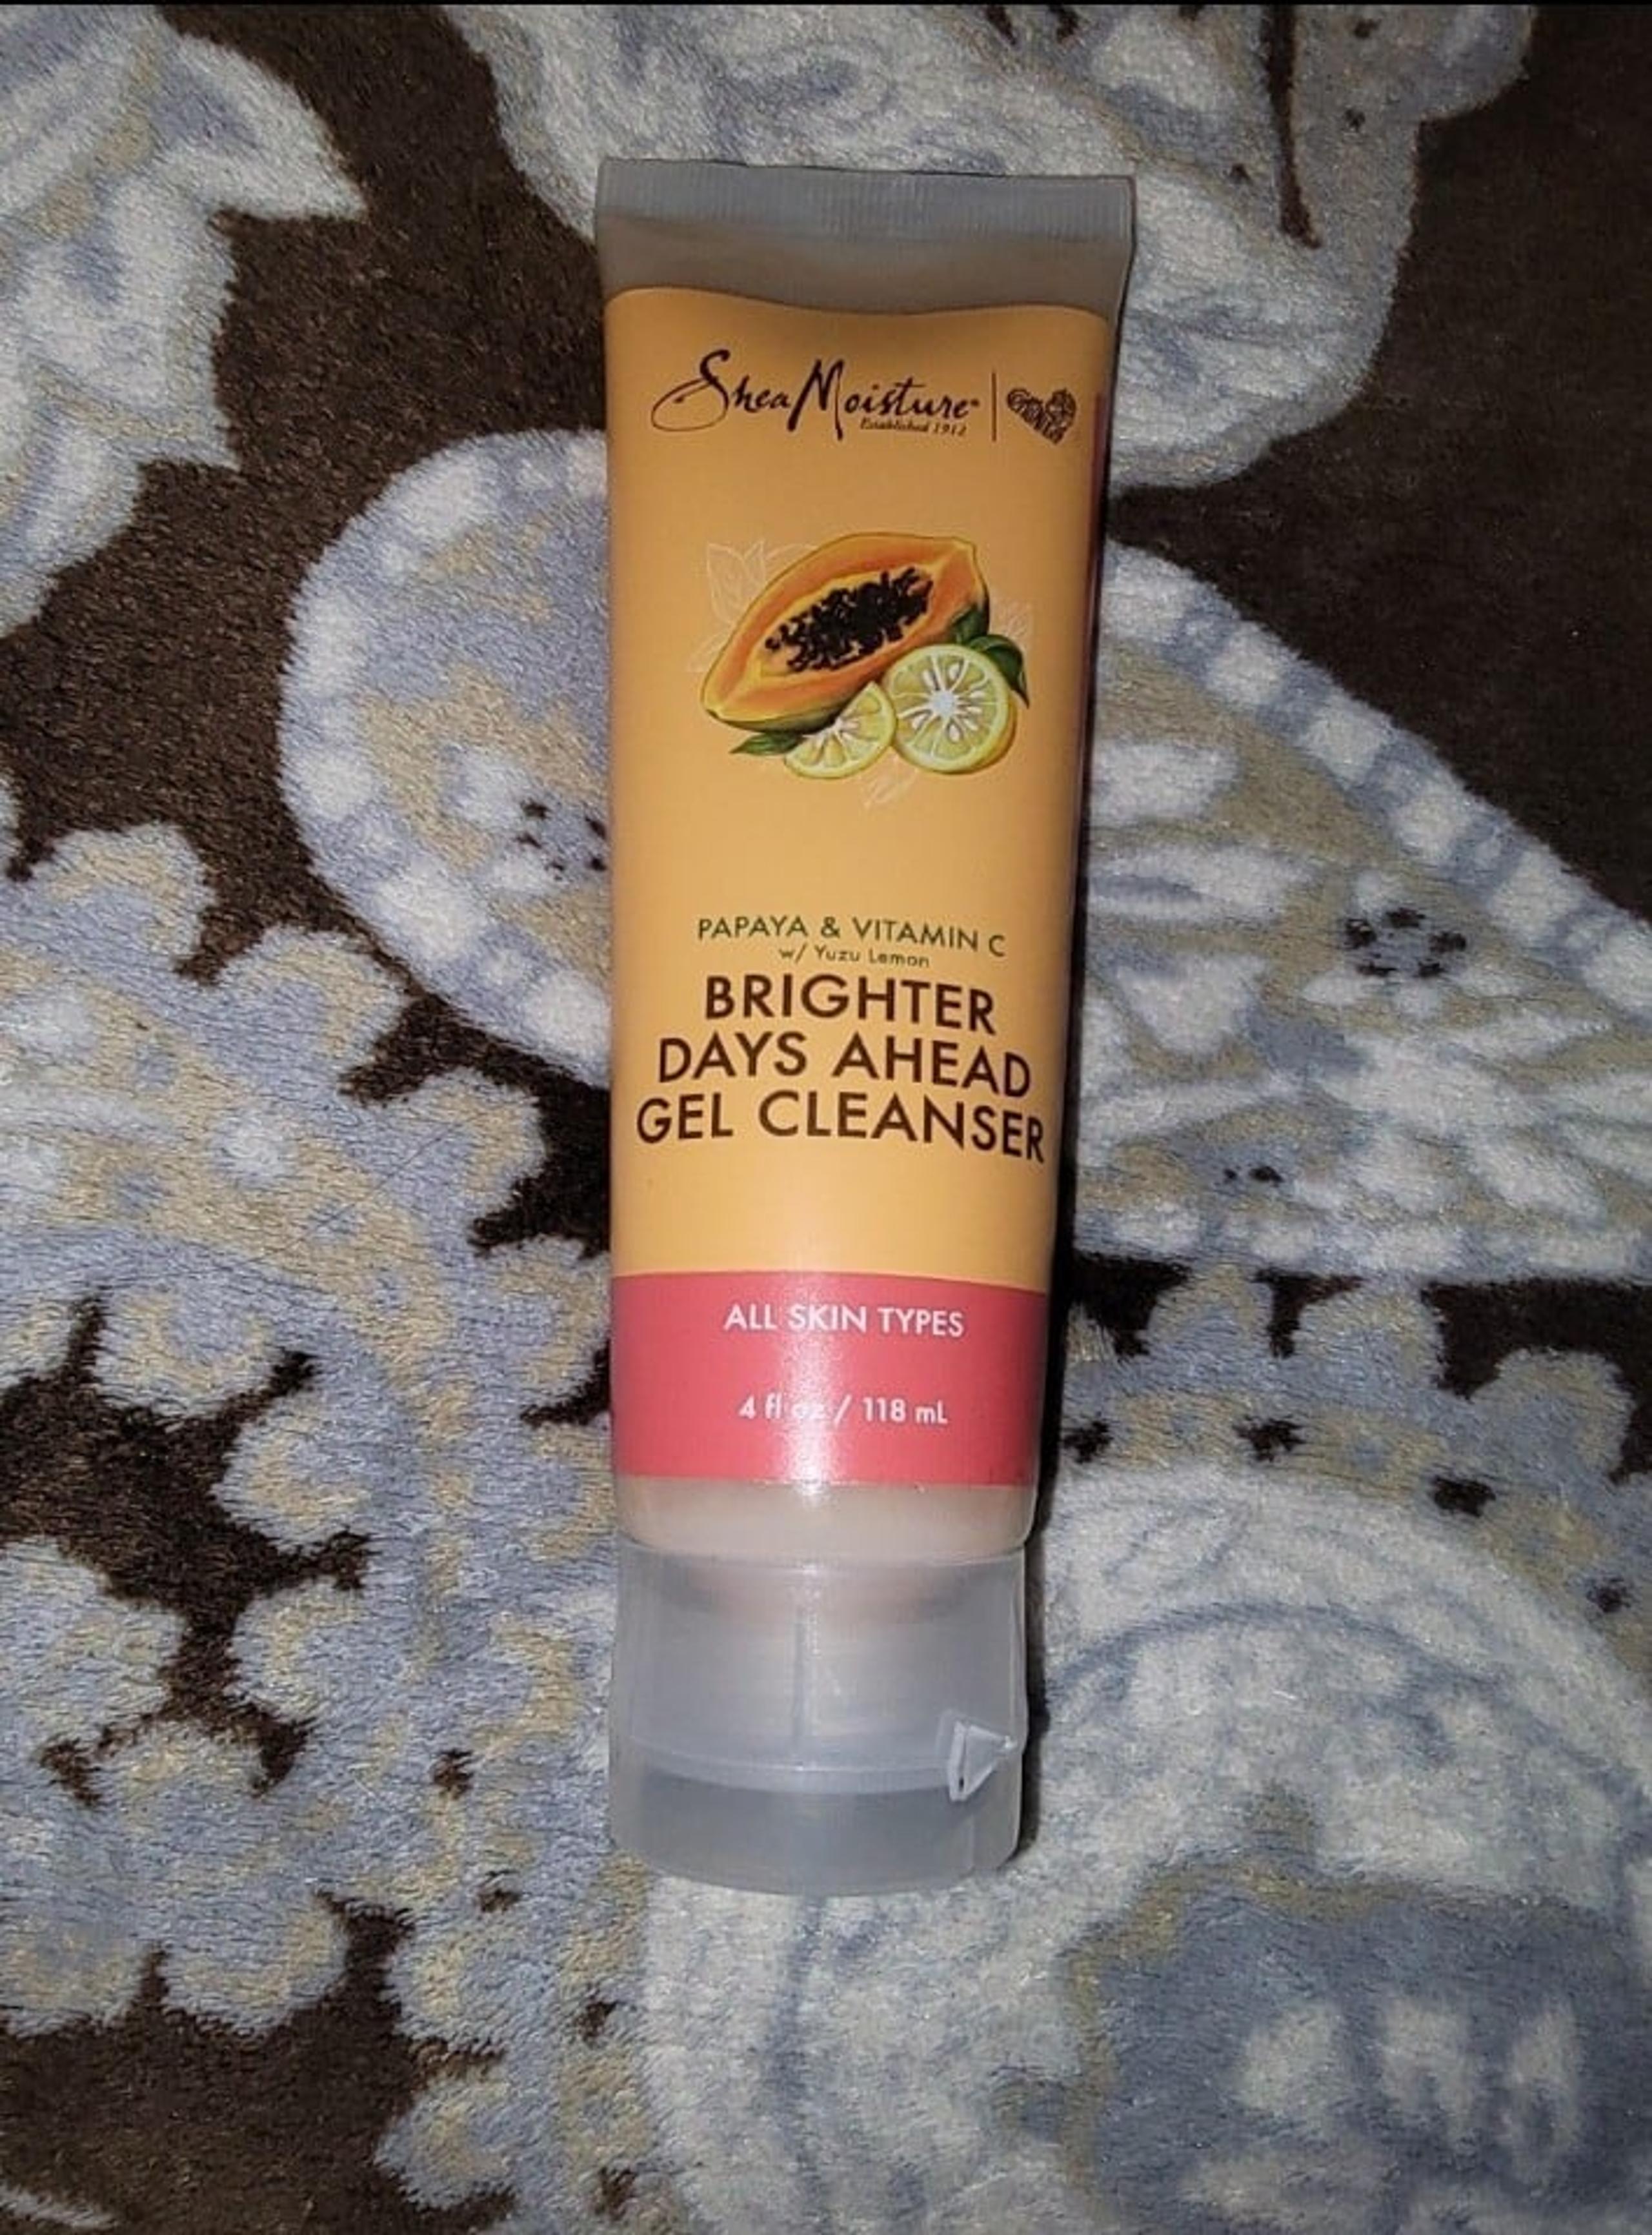 SheaMoisture®
Established 1912
PAPAYA & VITAMIN C
w/ Yuzu Lemon
BRIGHTER
DAYS AHEAD
GEL CLEANSER
ALL SKIN TYPES
4 fl oz / 118 mL